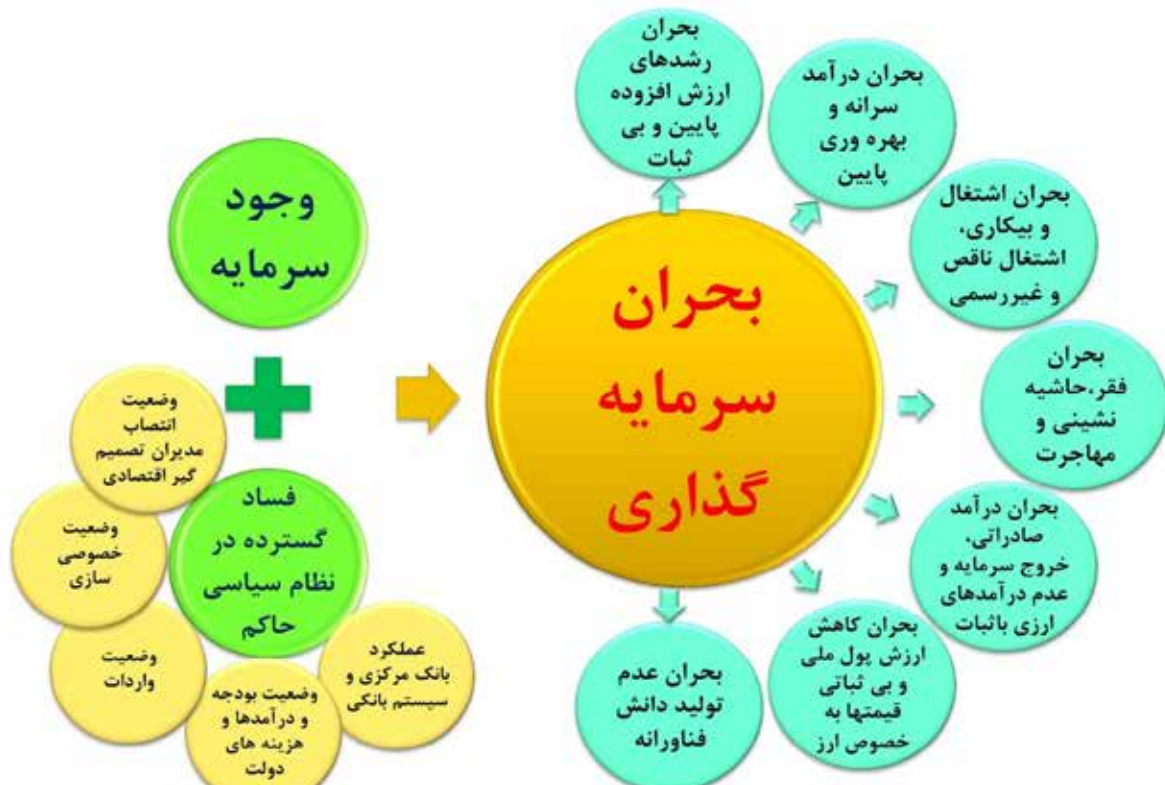 وجود
سرمایه
وضعیت
انتصاب
مدیران تصمیم
گیر اقتصادی
وضعیت
خصوصی
سازی
وضعیت
واردات
وضعیت بودجه
و درآمدها و
هزینه های
دولت
عملکرد
بانک مرکزی و
سیستم بانکی
فساد
گسترده در
نظام سیاسی
حاکم
بحران
سرمایه
گذاری
بحران
رشدهای
ارزش افزوده
پایین و بی
ثبات
بحران درآمد
سرانه و
بهره وری
پایین
بحران اشتغال
و بیکاری،
اشتغال ناقص
و غیررسمی
بحران
فقر،حاشیه
نشینی و
مهاجرت
بحران درآمد
صادراتی،
خروج سرمایه و
عدم درآمدهای
ارزی باثبات
بحران کاهش
ارزش پول ملی
و بی ثباتی
قیمتها به
خصوص ارز
بحران عدم
تولید دانش
فناورانه